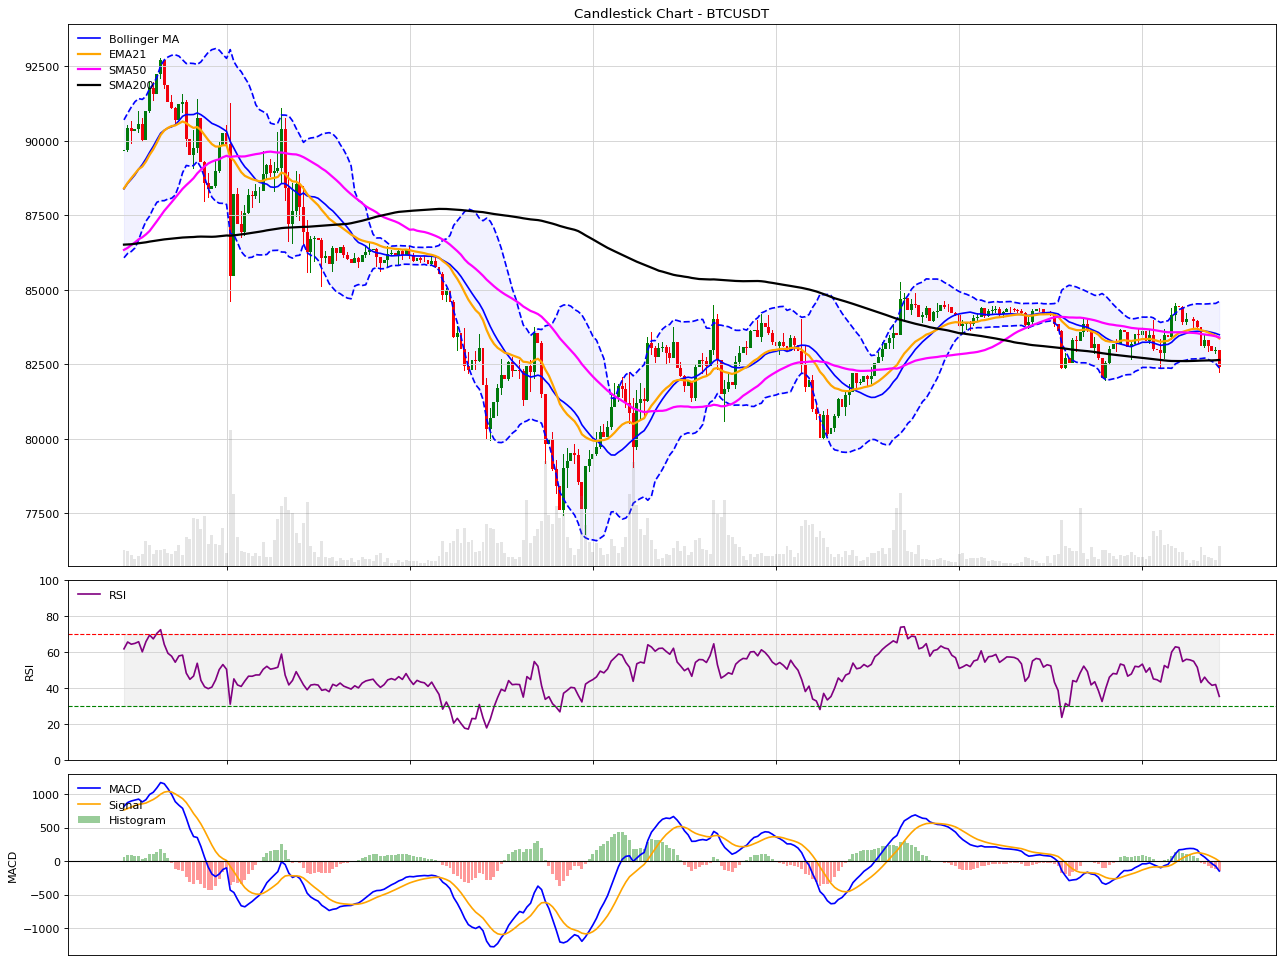 Candlestick Chart - BTCUSDT
Bollinger MA
EMA21
SMA50
SMA200
92500
90000
87500
85000
82500
80000
77500
RSI
100
80
60
40
20
0
RSI
MACD
Signal
Histogram
1000
500
0
−500
−1000
MACD